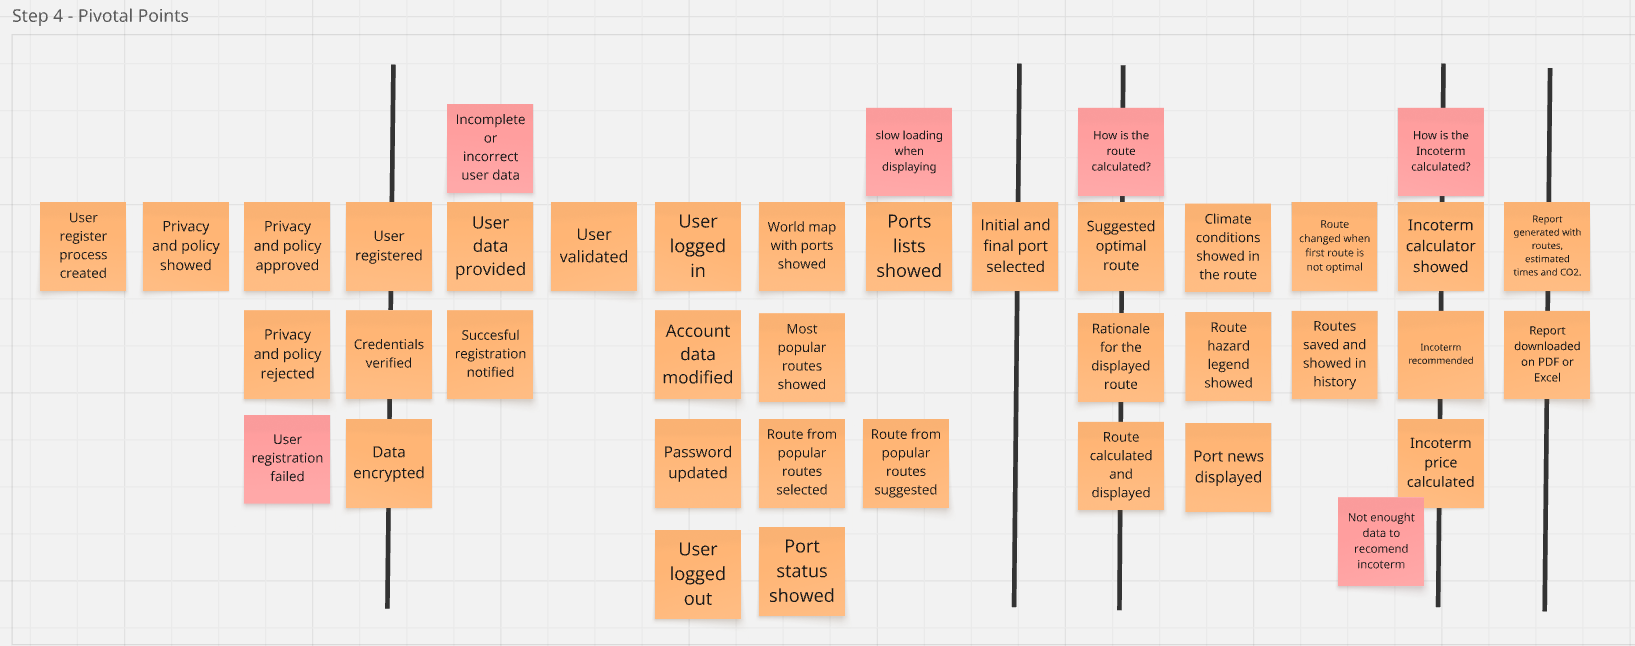 Step 4 - Pivotal Points
Incomplete
or
incorrect
user data
slow loading
when
displaying
How is the
route
calculated?
How is the
Incoterm
calculated?
User
register
process
created
Privacy
and policy
showed
Privacy
and policy
approved
User
registered
User
data
provided
User
validated
User
logged
in
World map
with ports
showed
Ports
lists
showed
Initial and
final port
selected
Suggested
optimal
route
Climate
conditions
showed in
the route
Route
changed when
first route is
not optimal
Incoterm
calculator
showed
Report
generated with
routes,
estimated
times and CO2.
Privacy
and policy
rejected
Credentials
verified
Succesful
registration
notified
Account
data
modified
Most
popular
routes
showed
Rationale
for the
displayed
route
Route
hazard
legend
showed
Routes
saved and
showed in
history
Incoterm
recommended
Report
downloaded
on PDF or
Excel
User
registration
failed
Data
encrypted
Password
updated
Route from
popular
routes
selected
Route from
popular
routes
suggested
Route
calculated
and
displayed
Port news
displayed
Incoterm
price
calculated
Not enought
data to
recomend
incoterm
User
logged
out
Port
status
showed